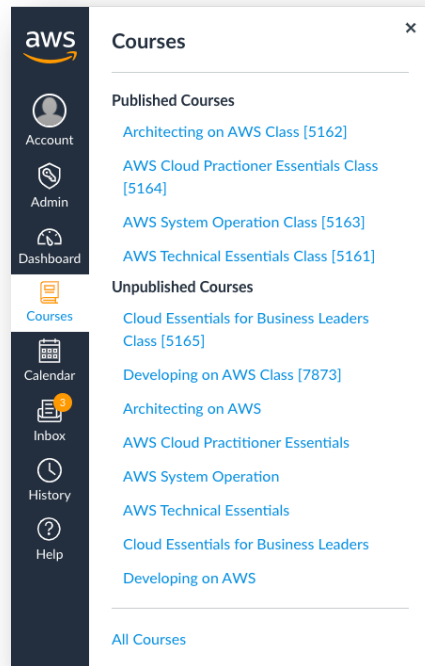 aws
Account
Admin
Dashboard
Courses
Calendar
3
Inbox
History
Help
×
Courses
Published Courses
Architecting on AWS Class [5162]
AWS Cloud Practioner Essentials Class
[5164]
AWS System Operation Class [5163]
AWS Technical Essentials Class [5161]
Unpublished Courses
Cloud Essentials for Business Leaders
Class [5165]
Developing on AWS Class [7873]
Architecting on AWS
AWS Cloud Practitioner Essentials
AWS System Operation
AWS Technical Essentials
Cloud Essentials for Business Leaders
Developing on AWS
All Courses